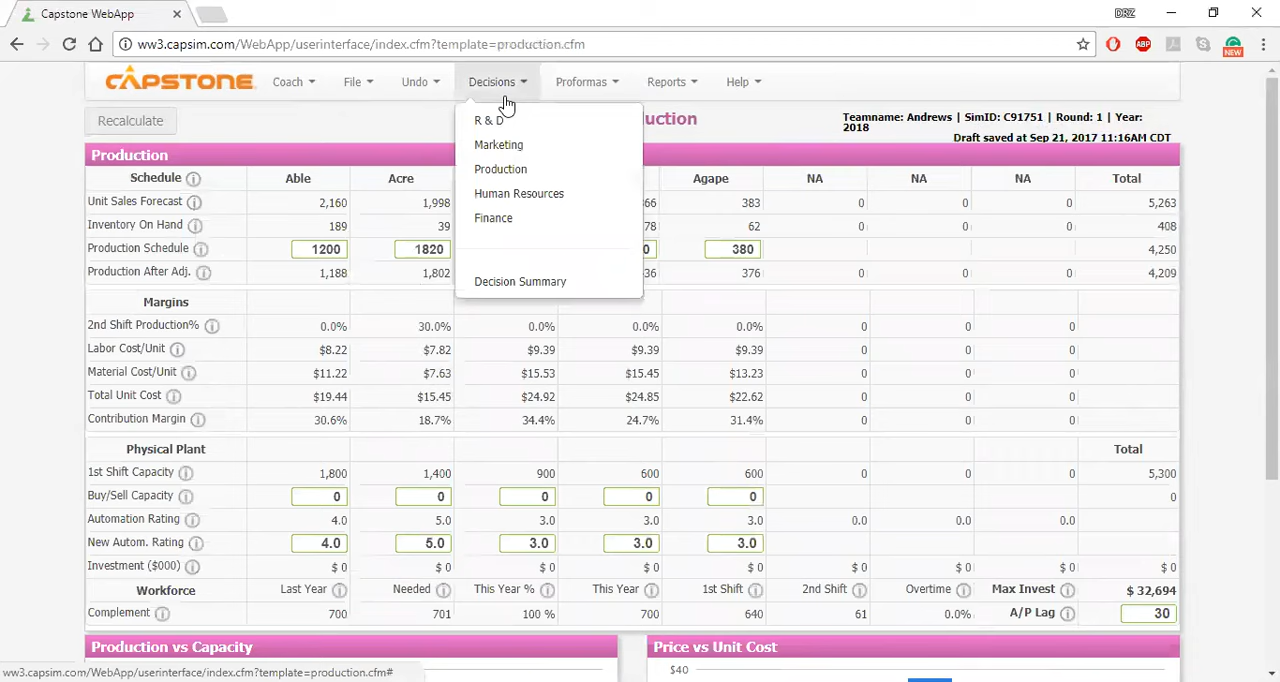 Capstone WebApp
DRZ
ww3.capsim.com/WebApp/userinterface/index.cfm?template=production.cfm
ABP
NEW
CAPSTONE Coach File Undo Decisions Proformas Reports Help
Recalculate
R & D
Marketing
Production
Human Resources
Finance
Decision Summary
uction
Teamname: Andrews | SimID: C91751 | Round: 1 | Year:
2018
Draft saved at Sep 21, 2017 11:16AM CDT
Production
Schedule Able Acre Agape NA NA NA Total
Unit Sales Forecast 2,160 1,998 366 383 0 0 0 5,263
Inventory On Hand 189 39 78 62 0 0 0 408
Production Schedule 1200 1820 0 380 4,250
Production After Adj. 1,188 1,802 36 376 0 0 0 4,209
Margins
2nd Shift Production% 0.0% 30.0% 0.0% 0.0% 0.0% 0 0 0
Labor Cost/Unit $8.22 $7.82 $9.39 $9.39 $9.39 0 0 0
Material Cost/Unit $11.22 $7.63 $15.53 $15.45 $13.23 0 0 0
Total Unit Cost $19.44 $15.45 $24.92 $24.85 $22.62 0 0 0
Contribution Margin 30.6% 18.7% 34.4% 24.7% 31.4% 0 0 0
Physical Plant Total
1st Shift Capacity 1,800 1,400 900 600 600 0 0 0 5,300
Buy/Sell Capacity 0 0 0 0 0 0
Automation Rating 4.0 5.0 3.0 3.0 3.0 0.0 0.0 0.0
New Autom. Rating 4.0 5.0 3.0 3.0 3.0
Investment ($000) $ 0 $ 0 $ 0 $ 0 $ 0 $ 0 $ 0 $ 0 $ 0
Workforce Last Year Needed This Year % This Year 1st Shift 2nd Shift Overtime Max Invest $ 32,694
Complement 700 701 100 % 700 640 61 0.0% A/P Lag 30
Production vs Capacity Price vs Unit Cost
$40
ww3.capsim.com/WebApp/userinterface/index.cfm?template=production.cfm#